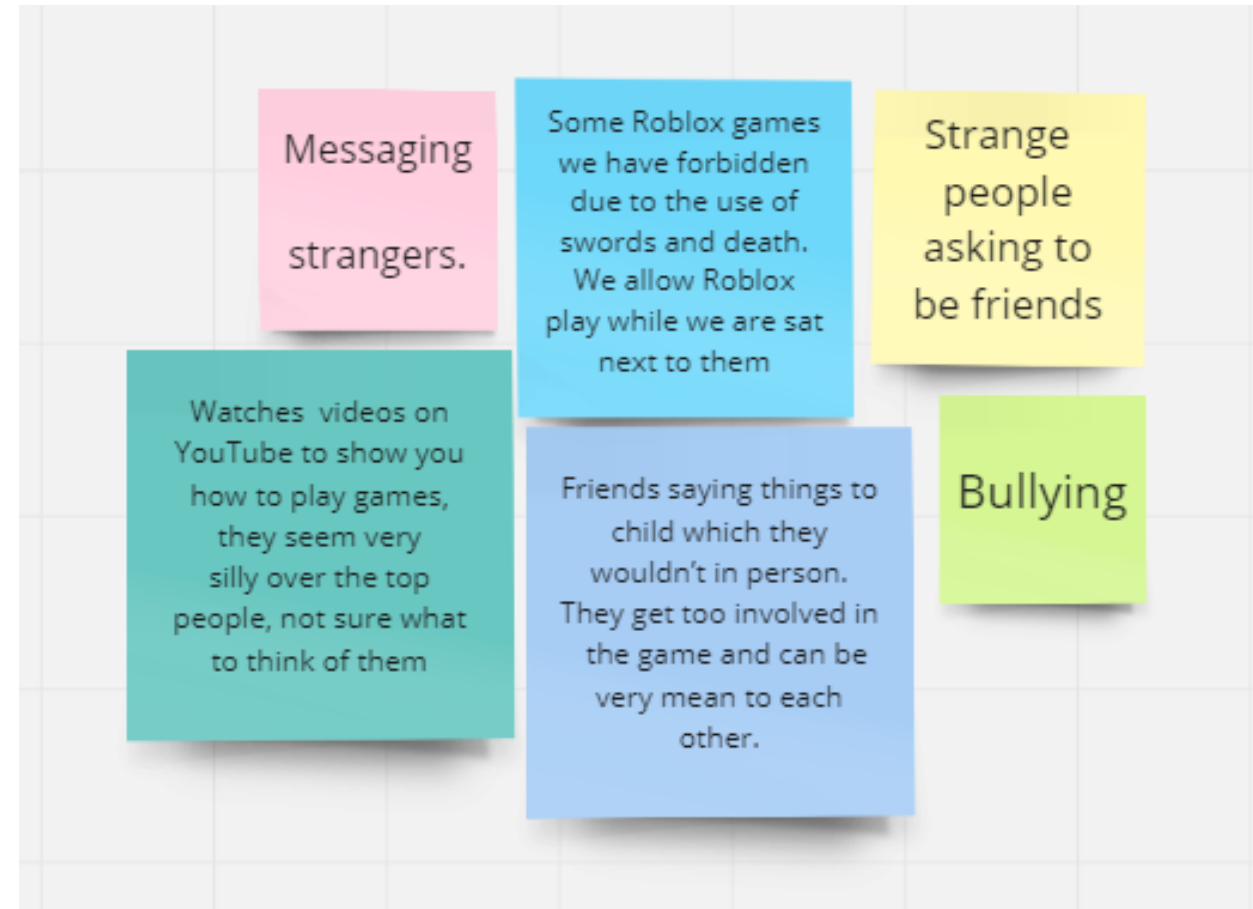 Messaging
strangers.
Some Roblox games
we have forbidden
due to the use of
swords and death.
We allow Roblox
play while we are sat
next to them
Strange
people
asking to
be friends
Watches  videos on
YouTube to show you
how to play games,
they seem very
silly over the top
people, not sure what
to think of them
Friends saying things to
child which they
wouldn’t in person.
They get too involved in
the game and can be
very mean to each
other.
Bullying